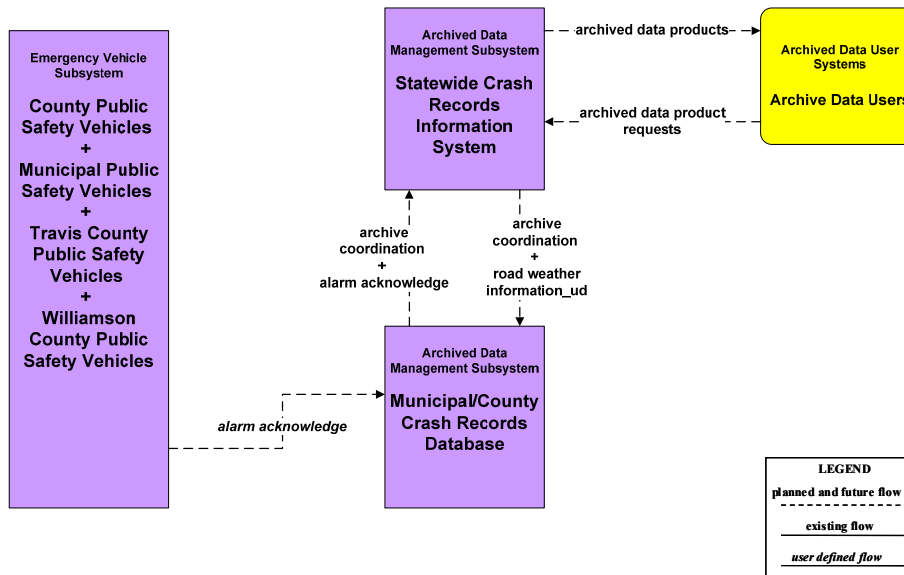 Emergency Vehicle
Subsystem
County Public
Safety Vehicles
+
Municipal Public
Safety Vehicles
+
Travis County
Public Safety
Vehicles
+
Williamson
County Public
Safety Vehicles
Archived Data
Management Subsystem
Statewide Crash
Records
Information
System
archived data products
archived data product
requests
Archived Data User
Systems
Archive Data Users
archive
coordination
+
alarm acknowledge
archive
coordination
+
road weather
information_ud
Archived Data
Management Subsystem
Municipal/County
Crash Records
Database
alarm acknowledge
LEGEND
planned and future flow
existing flow
user defined flow